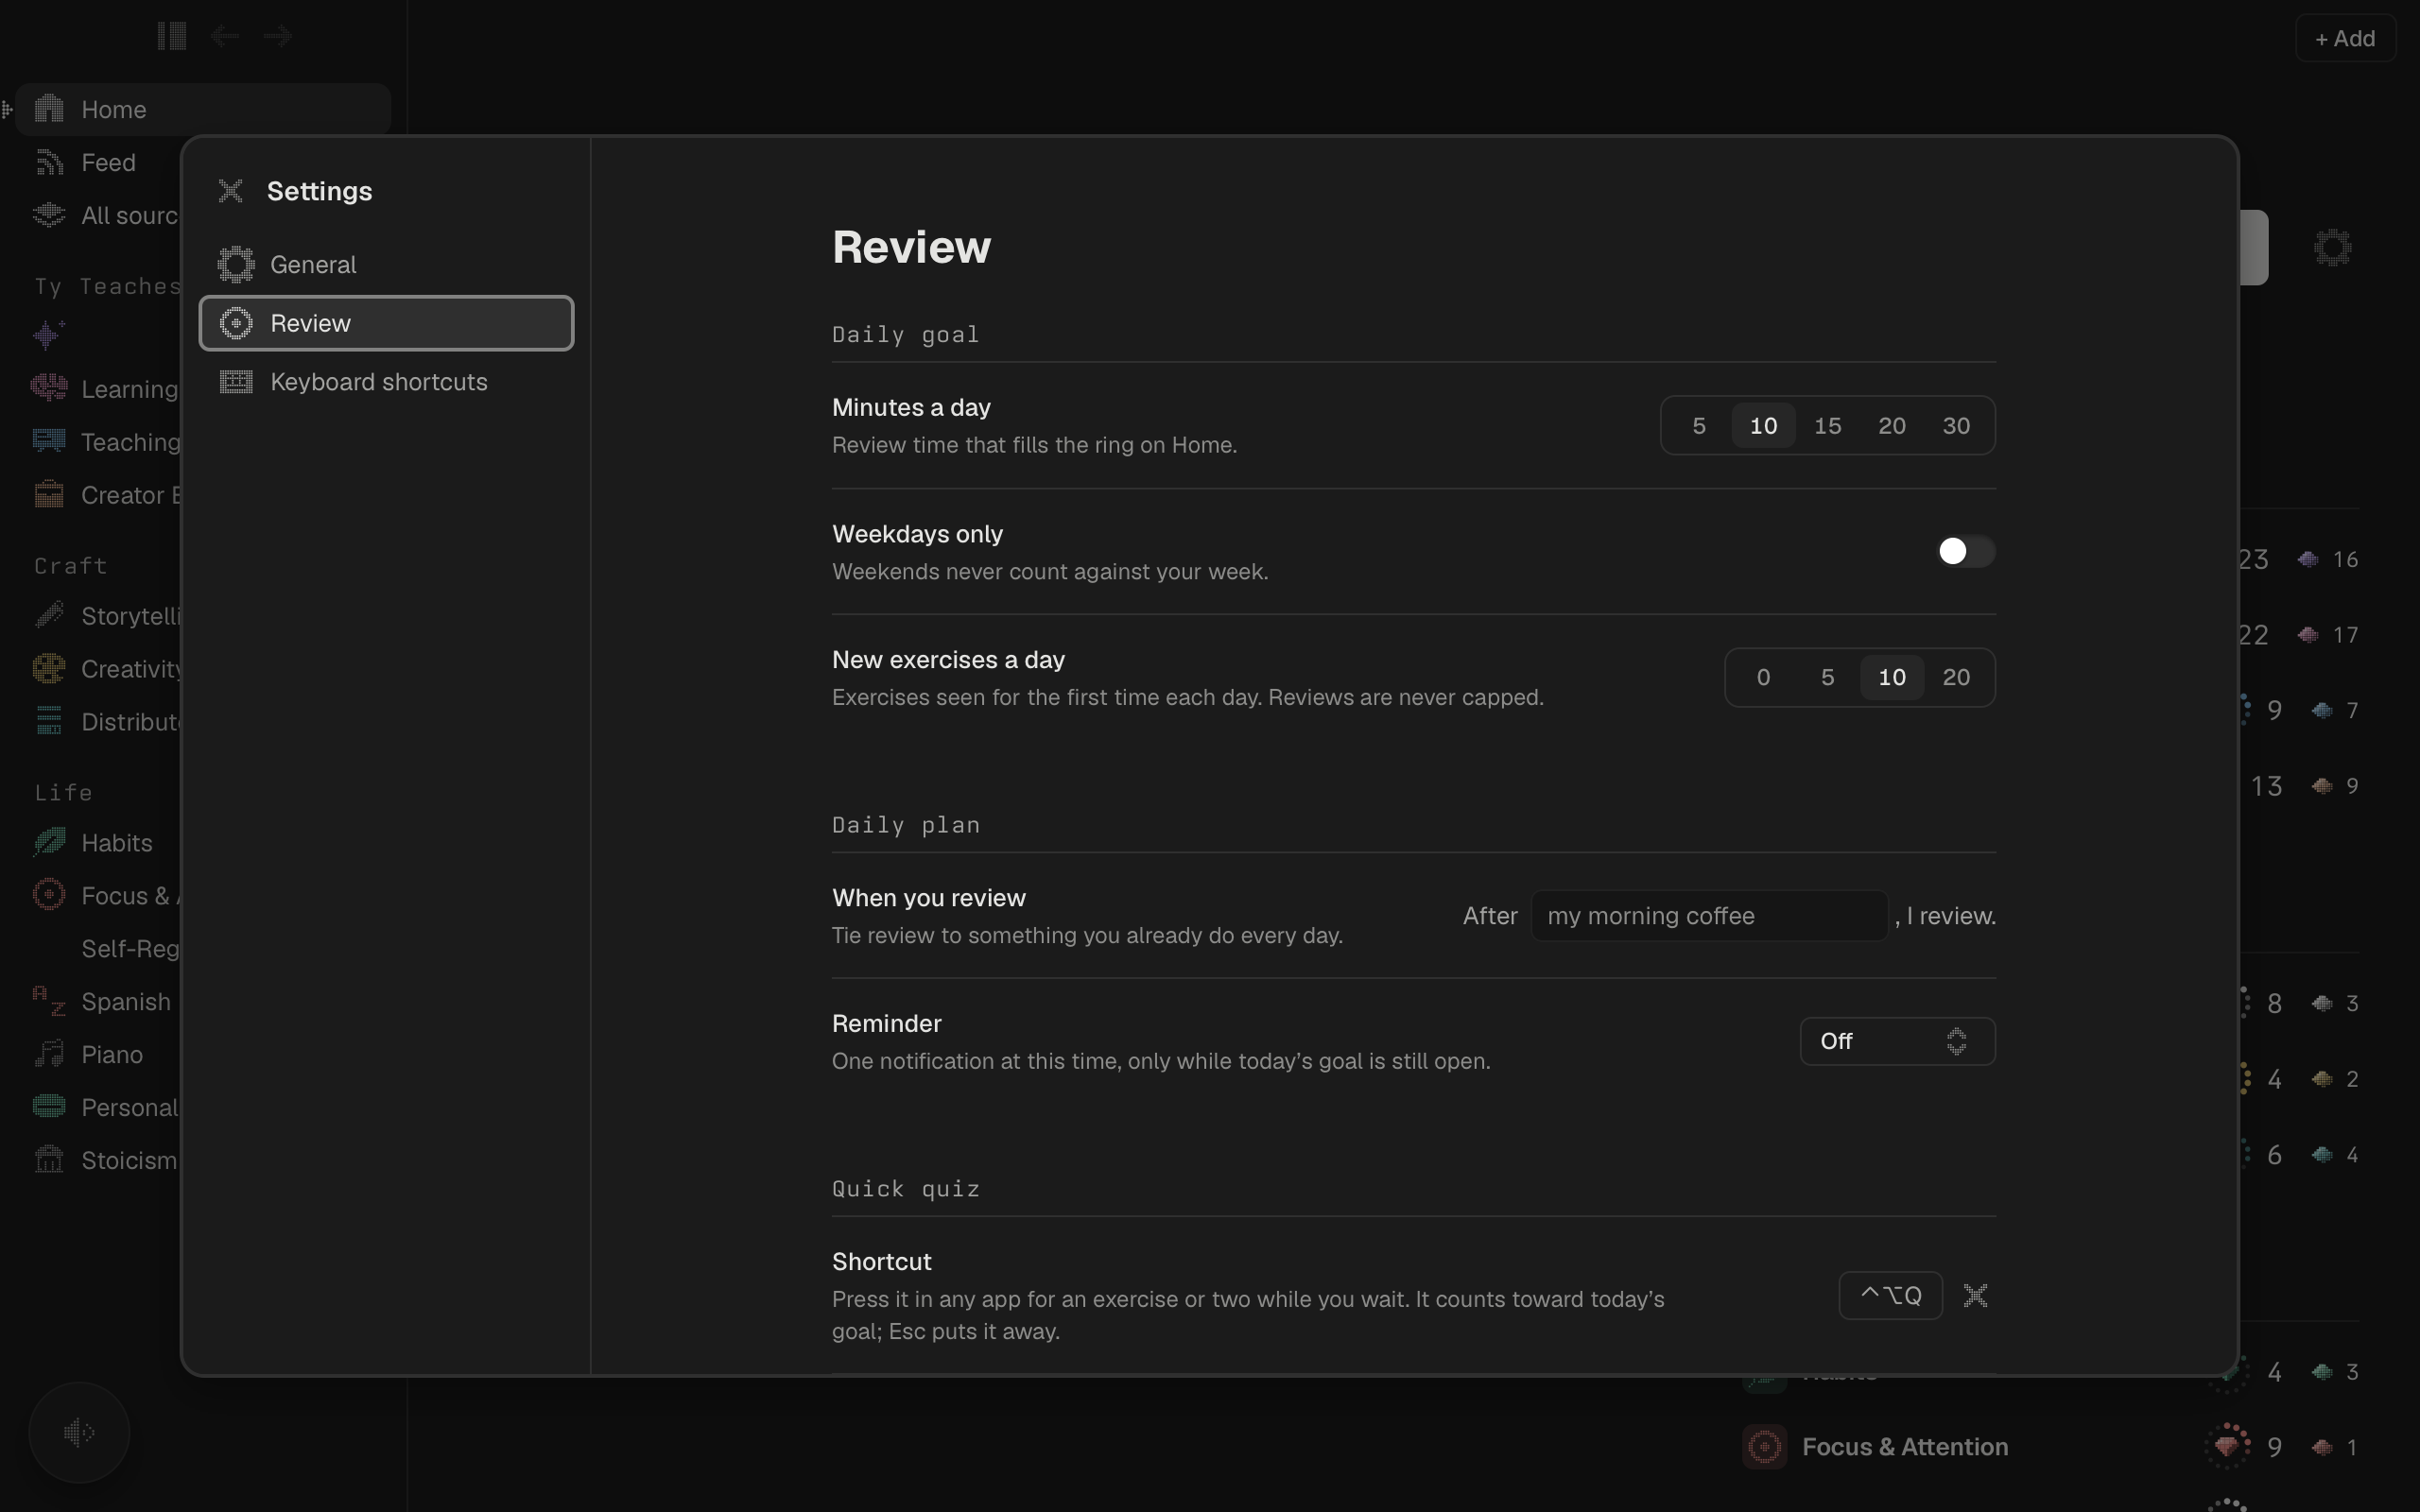 + Add
Home
Feed
All sourc
Ty Teaches
Learning
Teaching
Creator
Craft
Storytelli
Creativity
Distribut
Life
Habits
Focus &
Self-Reg
Spanish
Piano
Personal
Stoicism
Settings
General
Review
Keyboard shortcuts
Review
Daily goal
Minutes a day
Review time that fills the ring on Home.
5 10 15 20 30
Weekdays only
Weekends never count against your week.
New exercises a day
Exercises seen for the first time each day. Reviews are never capped.
0 5 10 20
Daily plan
When you review
Tie review to something you already do every day.
After my morning coffee , I review.
Reminder
One notification at this time, only while today’s goal is still open.
Off
Quick quiz
Shortcut
Press it in any app for an exercise or two while you wait. It counts toward today’s
goal; Esc puts it away.
⌃⌥Q
23 16
22 17
9 7
13 9
8 3
4 2
6 4
4 3
Focus & Attention 9 1